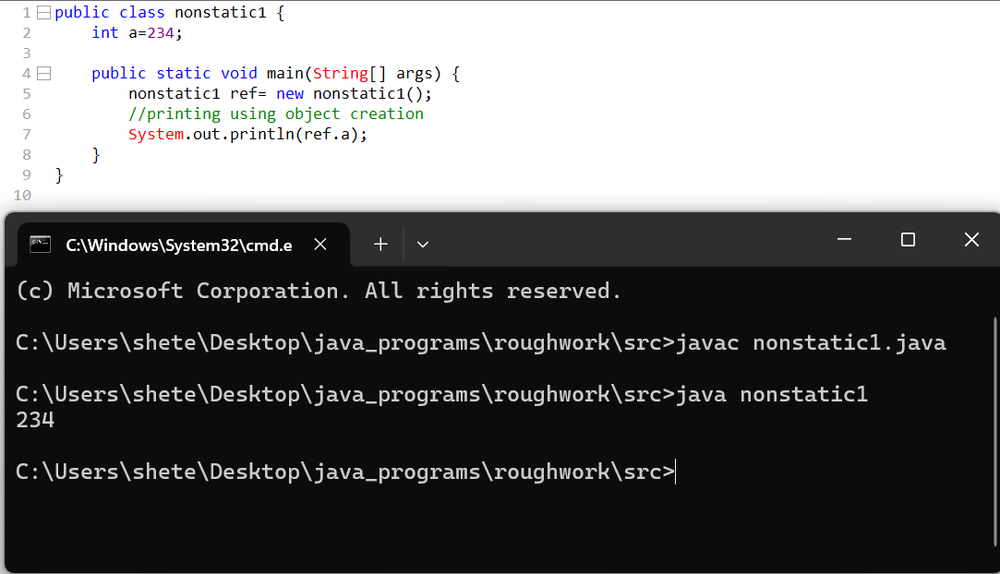 1 public class nonstatic1 {
2 int a=234;
3
4 public static void main(String[] args) {
5 nonstatic1 ref= new nonstatic1();
6 //printing using object creation
7 System.out.println(ref.a);
8 }
9 }
10
C:\Windows\System32\cmd.e
(c) Microsoft Corporation. All rights reserved.
C:\Users\shete\Desktop\java_programs\roughwork\src>javac nonstatic1.java
C:\Users\shete\Desktop\java_programs\roughwork\src>java nonstatic1
234
C:\Users\shete\Desktop\java_programs\roughwork\src>